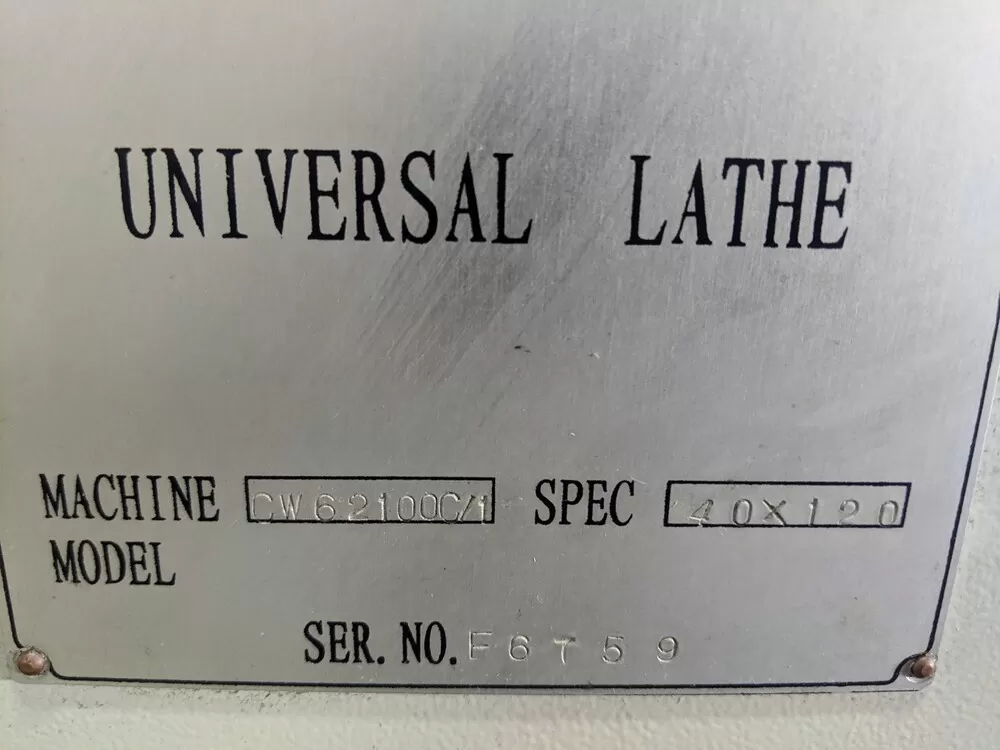 UNIVERSAL LATHE
MACHINE CW62100C/1 SPEC 40X120
MODEL
SER. NO. F6T59